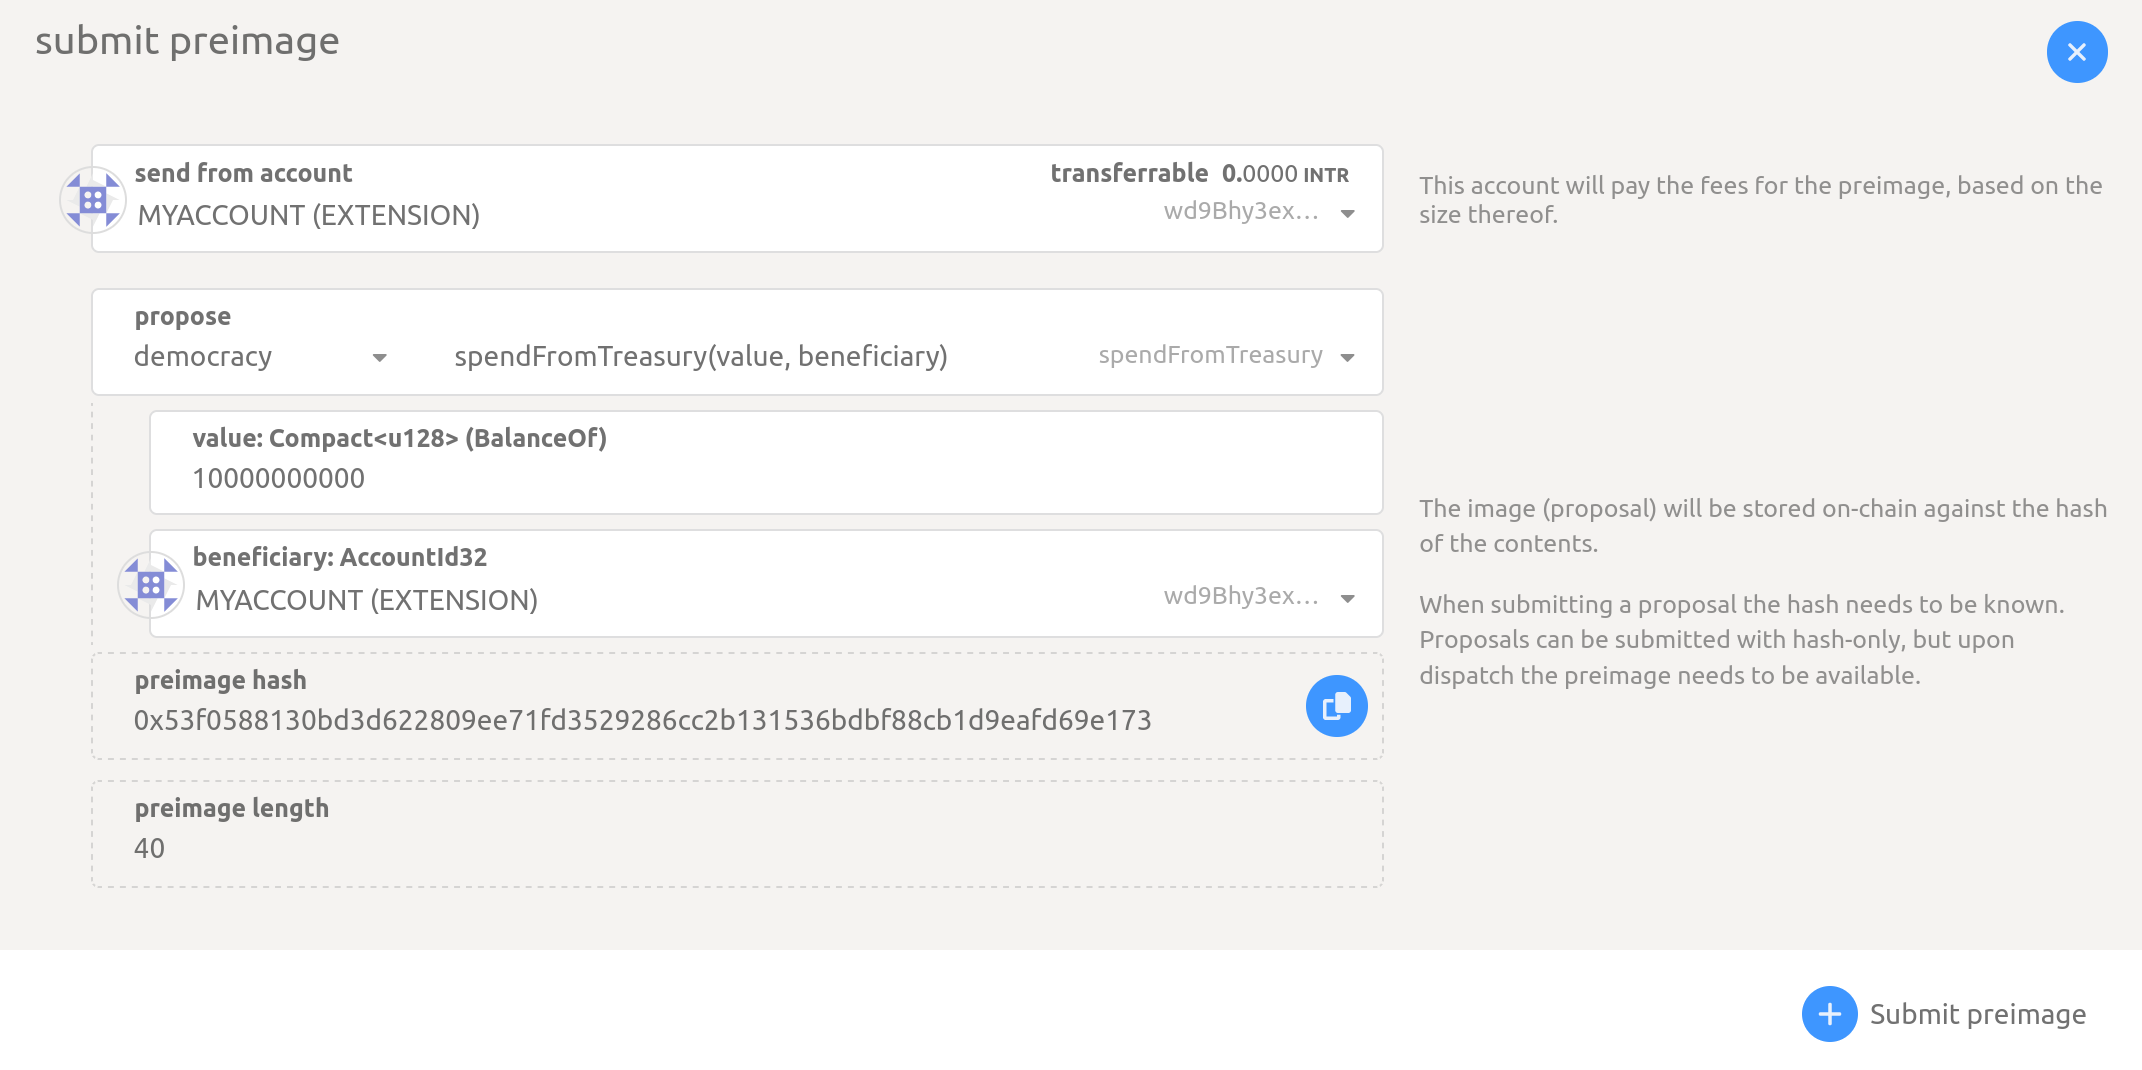 submit preimage
send from account
transferrable 0.0000 INTR
MYACCOUNT (EXTENSION)
wd9Bhy3ex...
This account will pay the fees for the preimage, based on the
size thereof.
propose
democracy
spendFromTreasury(value, beneficiary)
spendFromTreasury
value: Compact<u128> (BalanceOf)
10000000000
beneficiary: AccountId32
MYACCOUNT (EXTENSION)
wd9Bhy3ex...
The image (proposal) will be stored on-chain against the hash
of the contents.
When submitting a proposal the hash needs to be known.
Proposals can be submitted with hash-only, but upon
dispatch the preimage needs to be available.
preimage hash
0x53f0588130bd3d622809ee71fd3529286cc2b131536bdbf88cb1d9eafd69e173
preimage length
40
Submit preimage